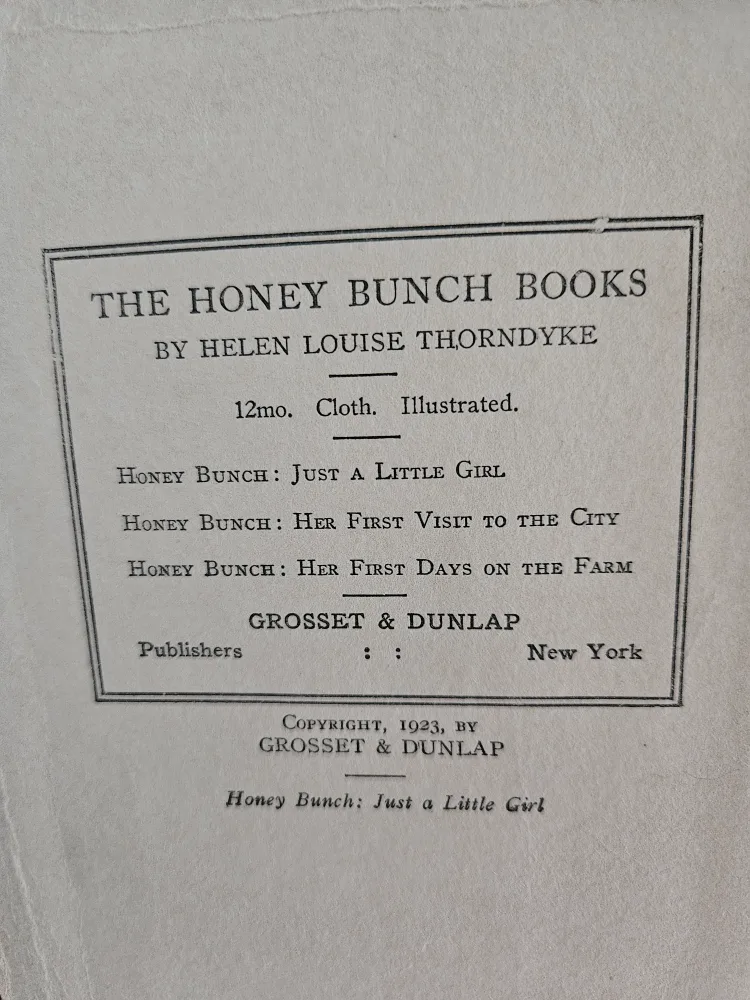 THE HONEY BUNCH BOOKS
BY HELEN LOUISE THORNDYKE
12mo. Cloth. Illustrated.
HONEY BUNCH: JUST A LITTLE GIRL
HONEY BUNCH: HER FIRST VISIT TO THE CITY
HONEY BUNCH: HER FIRST DAYS ON THE FARM
GROSSET & DUNLAP
Publishers : : New York
COPYRIGHT, 1923, BY
GROSSET & DUNLAP
Honey Bunch: Just a Little Girl